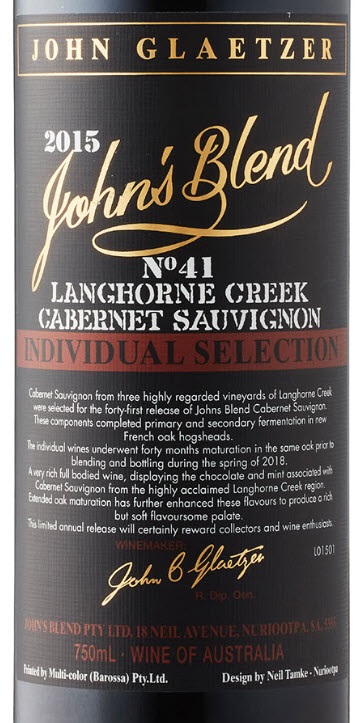 JOHN GLAETZER
2015
John's Blend
Nº41
LANGHORNE CREEK
CABERNET SAUVIGNON
INDIVIDUAL SELECTION
Cabernet Sauvignon from three highly regarded vineyards of Langhorne Creek
were selected for the forty-first release of Johns Blend Cabernet Sauvignon.
These components completed primary and secondary fermentation in new
French oak hogsheads.
The individual wines underwent forty months maturation in the same oak prior to
blending and bottling during the spring of 2018.
A very rich full bodied wine, displaying the chocolate and mint associated with
Cabernet Sauvignon from the highly acclaimed Langhorne Creek region.
Extended oak maturation has further enhanced these flavours to produce a rich
but soft flavoursome palate.
This limited annual release will certainly reward collectors and wine enthusiasts.
WINEMAKER:
John B Glaetzer
L01501
R. Dip. Oen.
JOHN'S BLEND PTY LTD, 18 NEIL AVENUE, NURIOOTPA, SA, 5355
750mL · WINE OF AUSTRALIA
Printed by Multi-color (Barossa) Pty.Ltd. Design by Neil Tamke - Nuriootpa